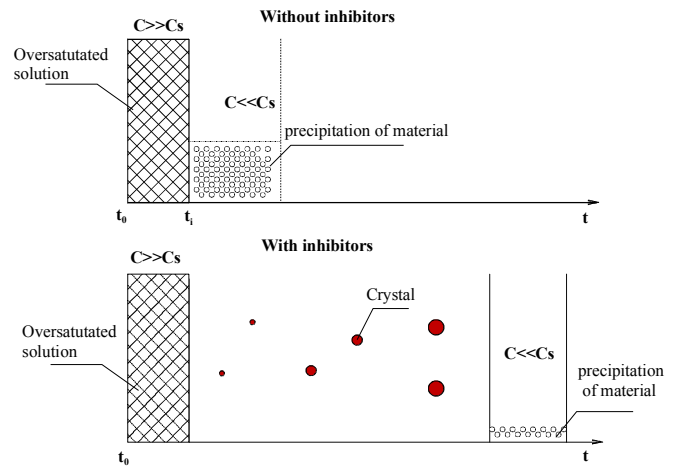 Without inhibitors
C>>Cs
Oversatutated
solution
C<<Cs
precipitation of material
t₀
tᵢ
t
With inhibitors
C>>Cs
Crystal
Oversatutated
solution
C<<Cs
precipitation
of material
t₀
t